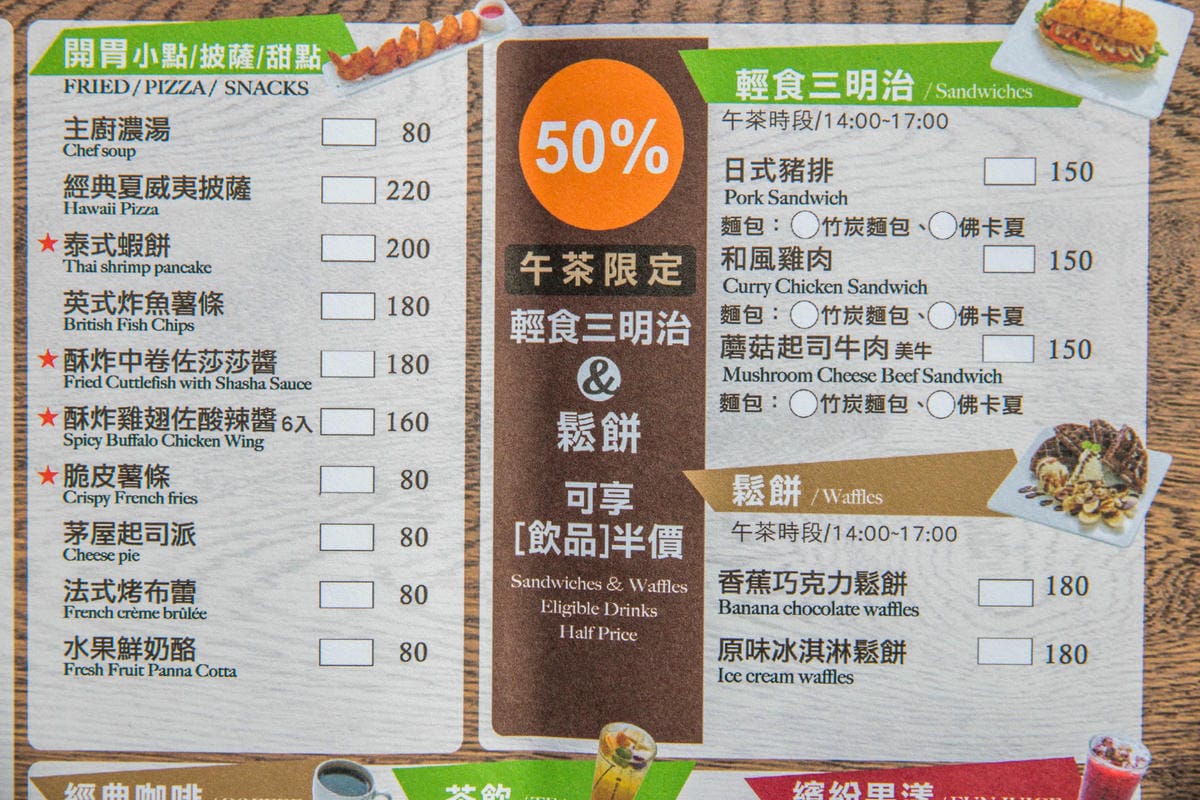 開胃小點/披薩/甜點
FRIED/PIZZA/ SNACKS
主廚濃湯 80
Chef soup
經典夏威夷披薩 220
Hawaii Pizza
★泰式蝦餅 200
Thai shrimp pancake
英式炸魚薯條 180
British Fish Chips
★酥炸中卷佐莎莎醬 180
Fried Cuttlefish with Shasha Sauce
★酥炸雞翅佐酸辣醬 6入 160
Spicy Buffalo Chicken Wing
★脆皮薯條 80
Crispy French fries
茅屋起司派 80
Cheese pie
法式烤布蕾 80
French crème brûlée
水果鮮奶酪 80
Fresh Fruit Panna Cotta
50%
午茶限定
輕食三明治
&
鬆餅
可享
[飲品]半價
Sandwiches & Waffles
Eligible Drinks
Half Price
輕食三明治 /Sandwiches
午茶時段/14:00~17:00
日式豬排 150
Pork Sandwich
麵包：◯竹炭麵包、◯佛卡夏
和風雞肉 150
Curry Chicken Sandwich
麵包：◯竹炭麵包、◯佛卡夏
蘑菇起司牛肉 美牛 150
Mushroom Cheese Beef Sandwich
麵包：◯竹炭麵包、◯佛卡夏
鬆餅 /Waffles
午茶時段/14:00~17:00
香蕉巧克力鬆餅 180
Banana chocolate waffles
原味冰淇淋鬆餅 180
Ice cream waffles
經典咖啡
茶飲 /TEA
繽紛果漾 /FUN JUICE